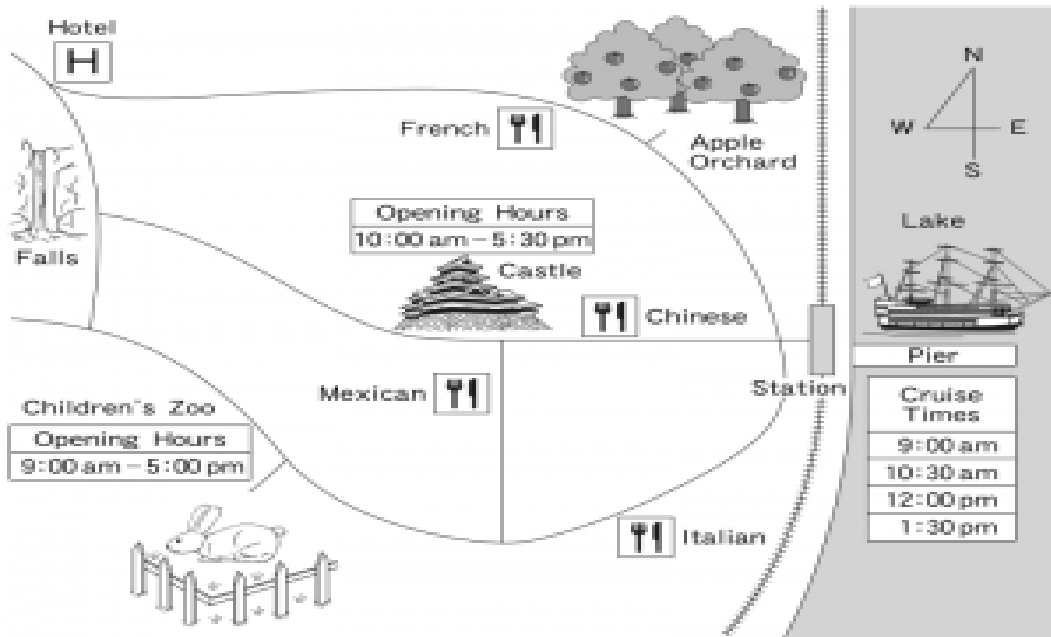 Hotel
H
French
Apple
Orchard
N
W
E
S
Opening Hours
10:00 am – 5:30 pm
Castle
Falls
Lake
Chinese
Pier
Mexican
Station
Children's Zoo
Opening Hours
9:00 am – 5:00 pm
Cruise
Times
9:00 am
10:30 am
12:00 pm
1:30 pm
Italian